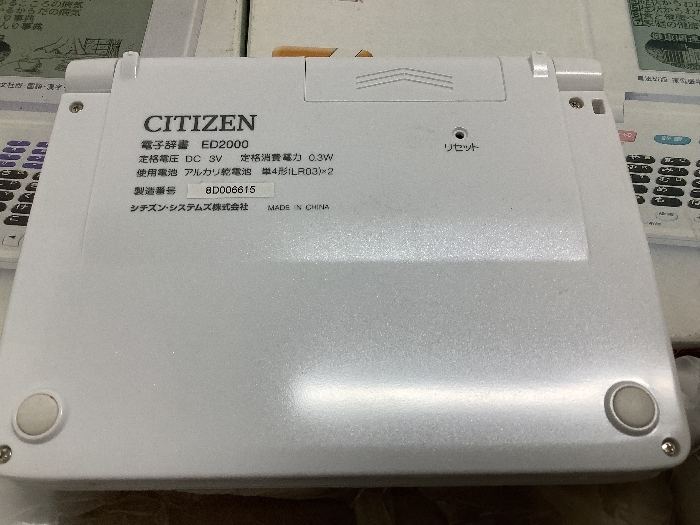 CITIZEN
電子辞書 ED2000
定格電圧 DC 3V 定格消費電力 0.3W
使用電池 アルカリ乾電池 単4形(LR03)×2
製造番号 8D006615
シチズン・システムズ株式会社 MADE IN CHINA
リセット